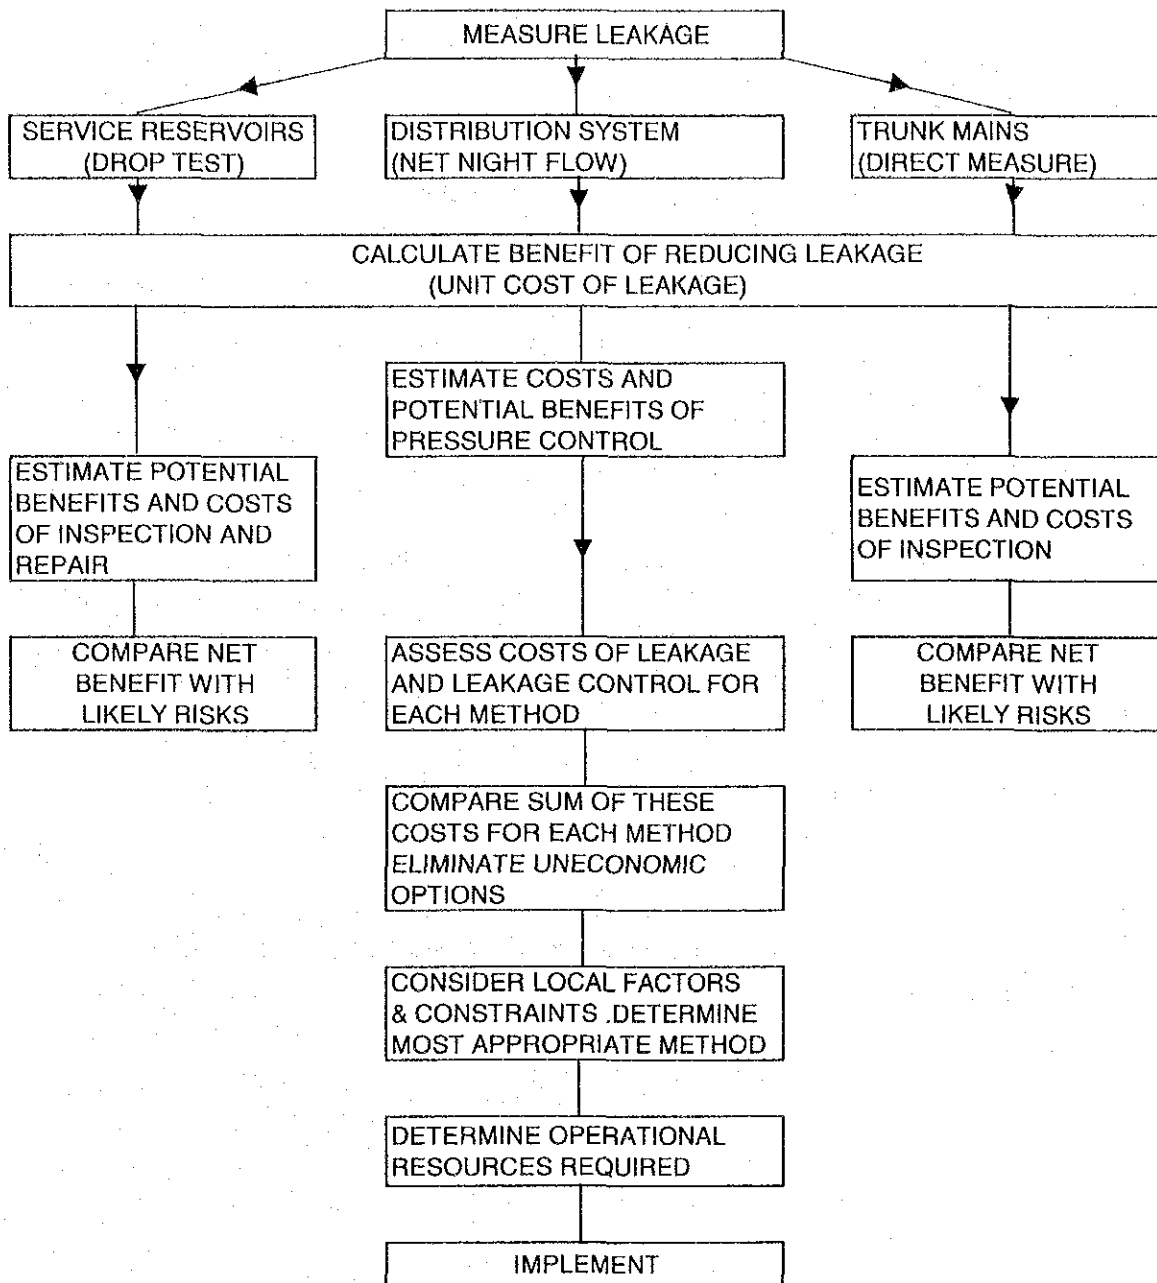 MEASURE LEAKAGE
SERVICE RESERVOIRS
(DROP TEST)
DISTRIBUTION SYSTEM
(NET NIGHT FLOW)
TRUNK MAINS
(DIRECT MEASURE)
CALCULATE BENEFIT OF REDUCING LEAKAGE
(UNIT COST OF LEAKAGE)
ESTIMATE COSTS AND
POTENTIAL BENEFITS OF
PRESSURE CONTROL
ESTIMATE POTENTIAL
BENEFITS AND COSTS
OF INSPECTION AND
REPAIR
ESTIMATE POTENTIAL
BENEFITS AND COSTS
OF INSPECTION
COMPARE NET
BENEFIT WITH
LIKELY RISKS
ASSESS COSTS OF LEAKAGE
AND LEAKAGE CONTROL FOR
EACH METHOD
COMPARE NET
BENEFIT WITH
LIKELY RISKS
COMPARE SUM OF THESE
COSTS FOR EACH METHOD
ELIMINATE UNECONOMIC
OPTIONS
CONSIDER LOCAL FACTORS
& CONSTRAINTS .DETERMINE
MOST APPROPRIATE METHOD
DETERMINE OPERATIONAL
RESOURCES REQUIRED
IMPLEMENT